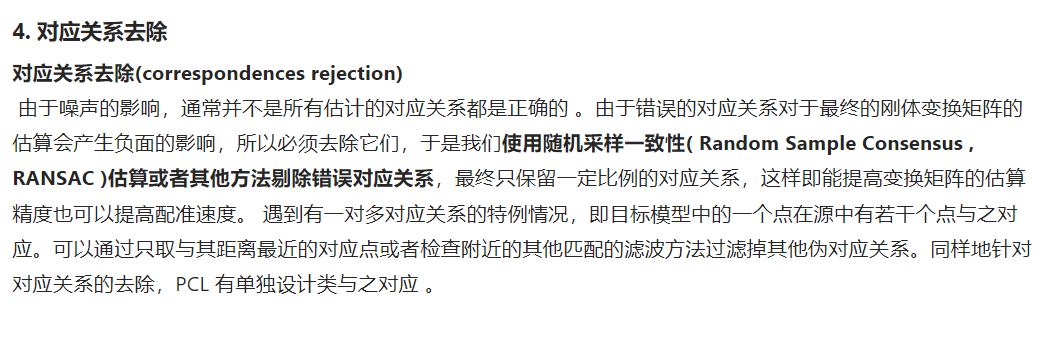 4. 对应关系去除
对应关系去除(correspondences rejection)
由于噪声的影响，通常并不是所有估计的对应关系都是正确的 。由于错误的对应关系对于最终的刚体变换矩阵的
估算会产生负面的影响，所以必须去除它们，于是我们使用随机采样一致性( Random Sample Consensus ,
RANSAC )估算或者其他方法剔除错误对应关系，最终只保留一定比例的对应关系，这样即能提高变换矩阵的估算
精度也可以提高配准速度。 遇到有一对多对应关系的特例情况，即目标模型中的一个点在源中有若干个点与之对
应。可以通过只取与其距离最近的对应点或者检查附近的其他匹配的滤波方法过滤掉其他伪对应关系。同样地针对
对应关系的去除，PCL 有单独设计类与之对应 。